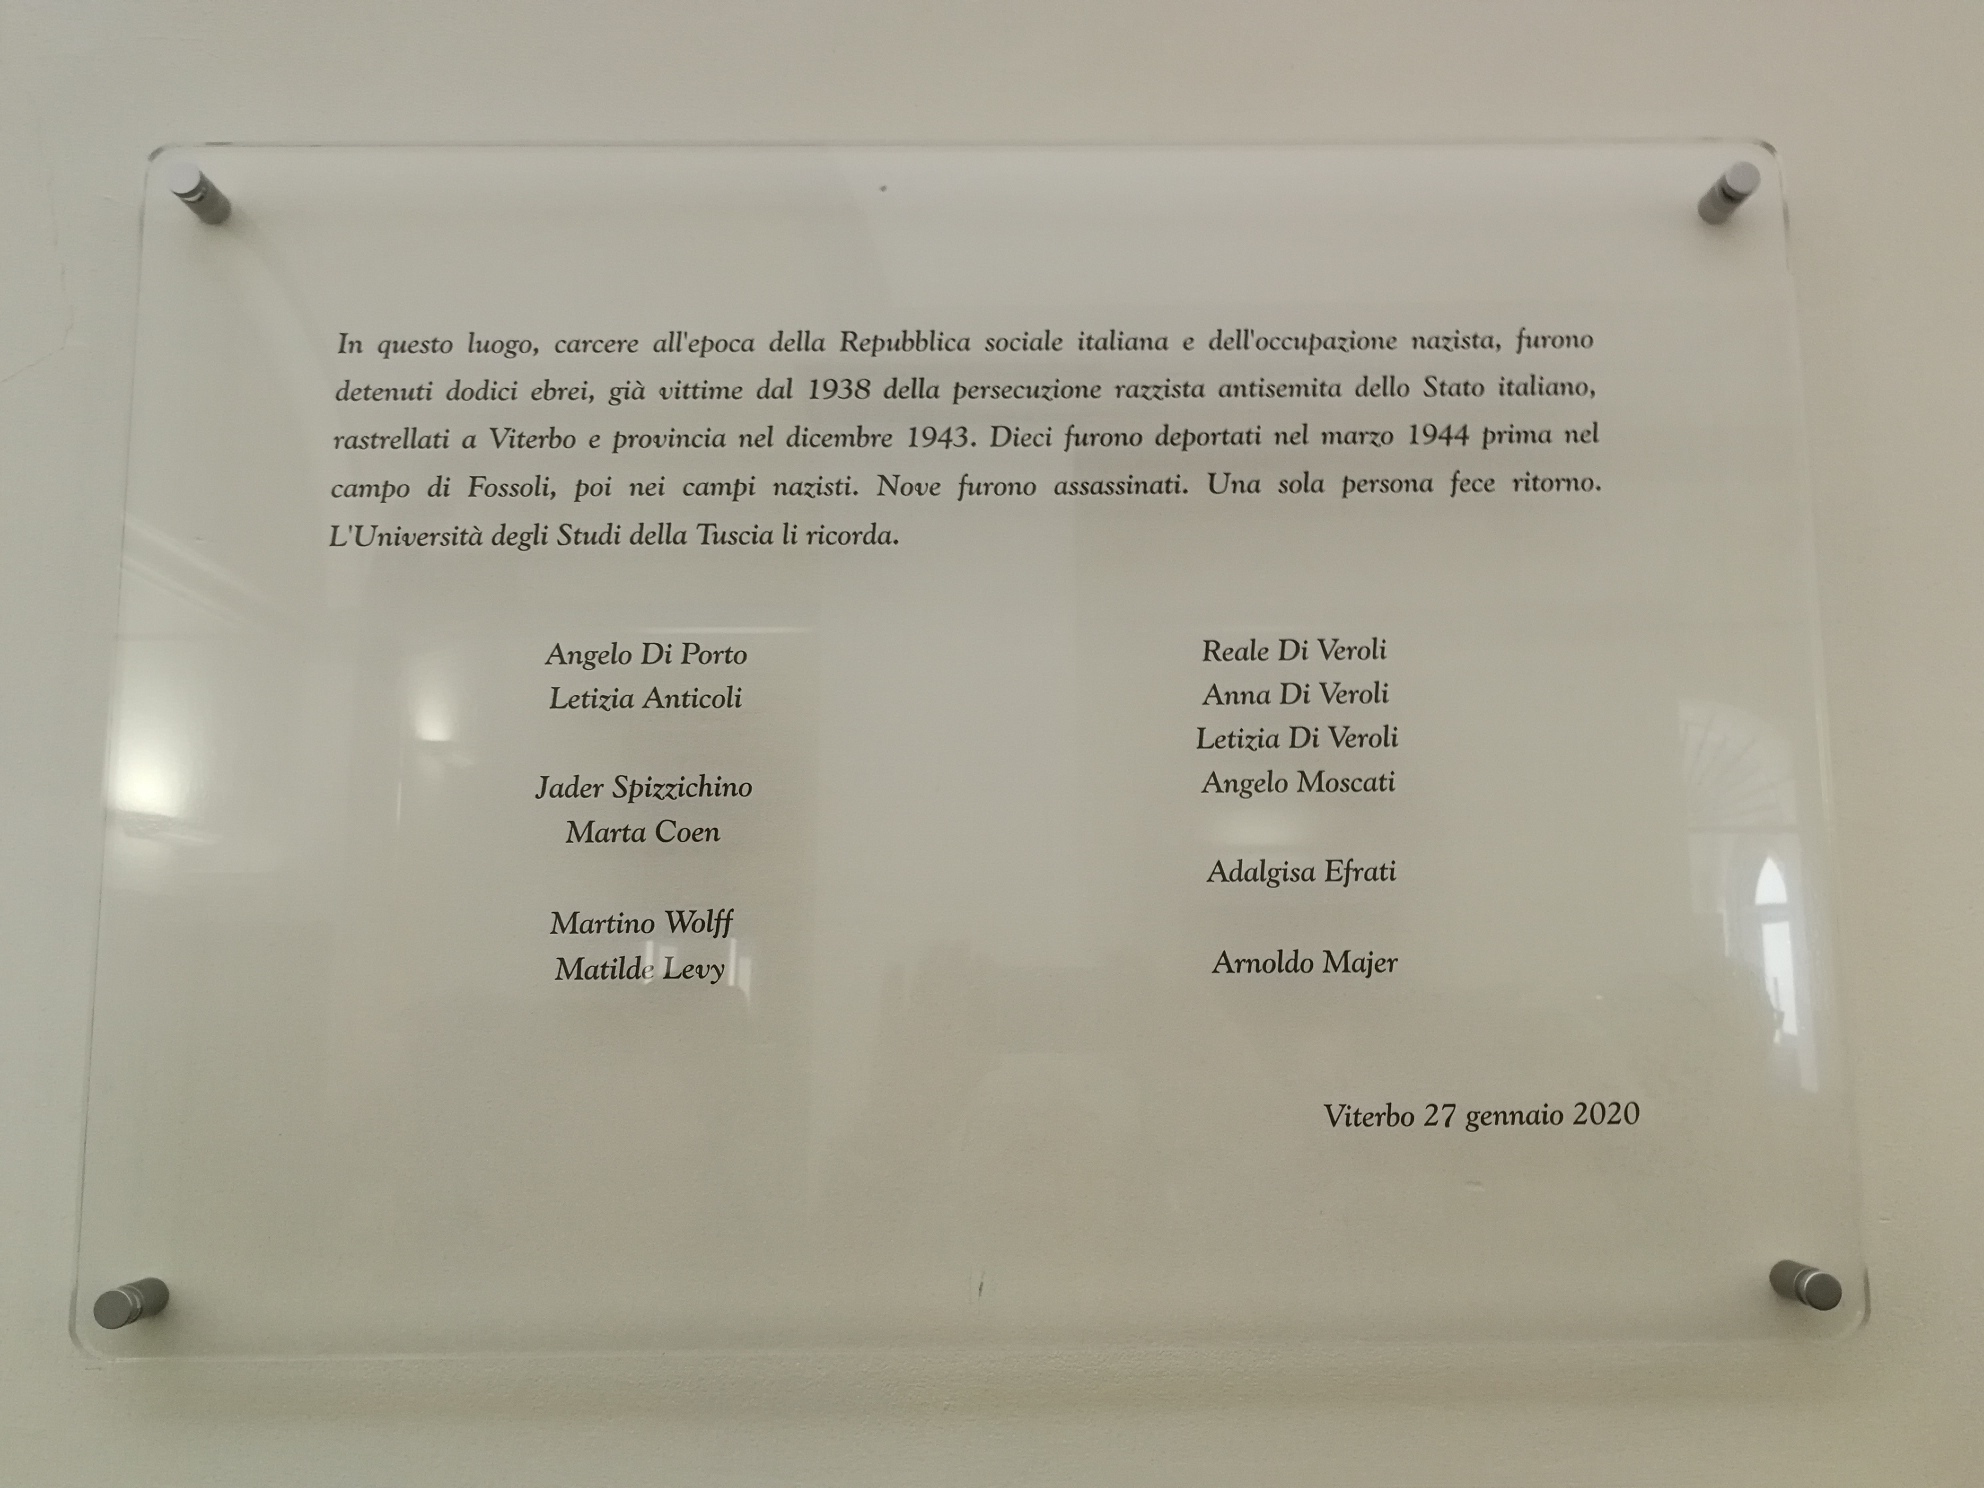 In questo luogo, carcere all'epoca della Repubblica sociale italiana e dell'occupazione nazista, furono
detenuti dodici ebrei, già vittime dal 1938 della persecuzione razzista antisemita dello Stato italiano,
rastrellati a Viterbo e provincia nel dicembre 1943. Dieci furono deportati nel marzo 1944 prima nel
campo di Fossoli, poi nei campi nazisti. Nove furono assassinati. Una sola persona fece ritorno.
L'Università degli Studi della Tuscia li ricorda.
Angelo Di Porto
Letizia Anticoli
Jader Spizzichino
Marta Coen
Martino Wolff
Matilde Levy
Reale Di Veroli
Anna Di Veroli
Letizia Di Veroli
Angelo Moscati
Adalgisa Efrati
Arnoldo Majer
Viterbo 27 gennaio 2020